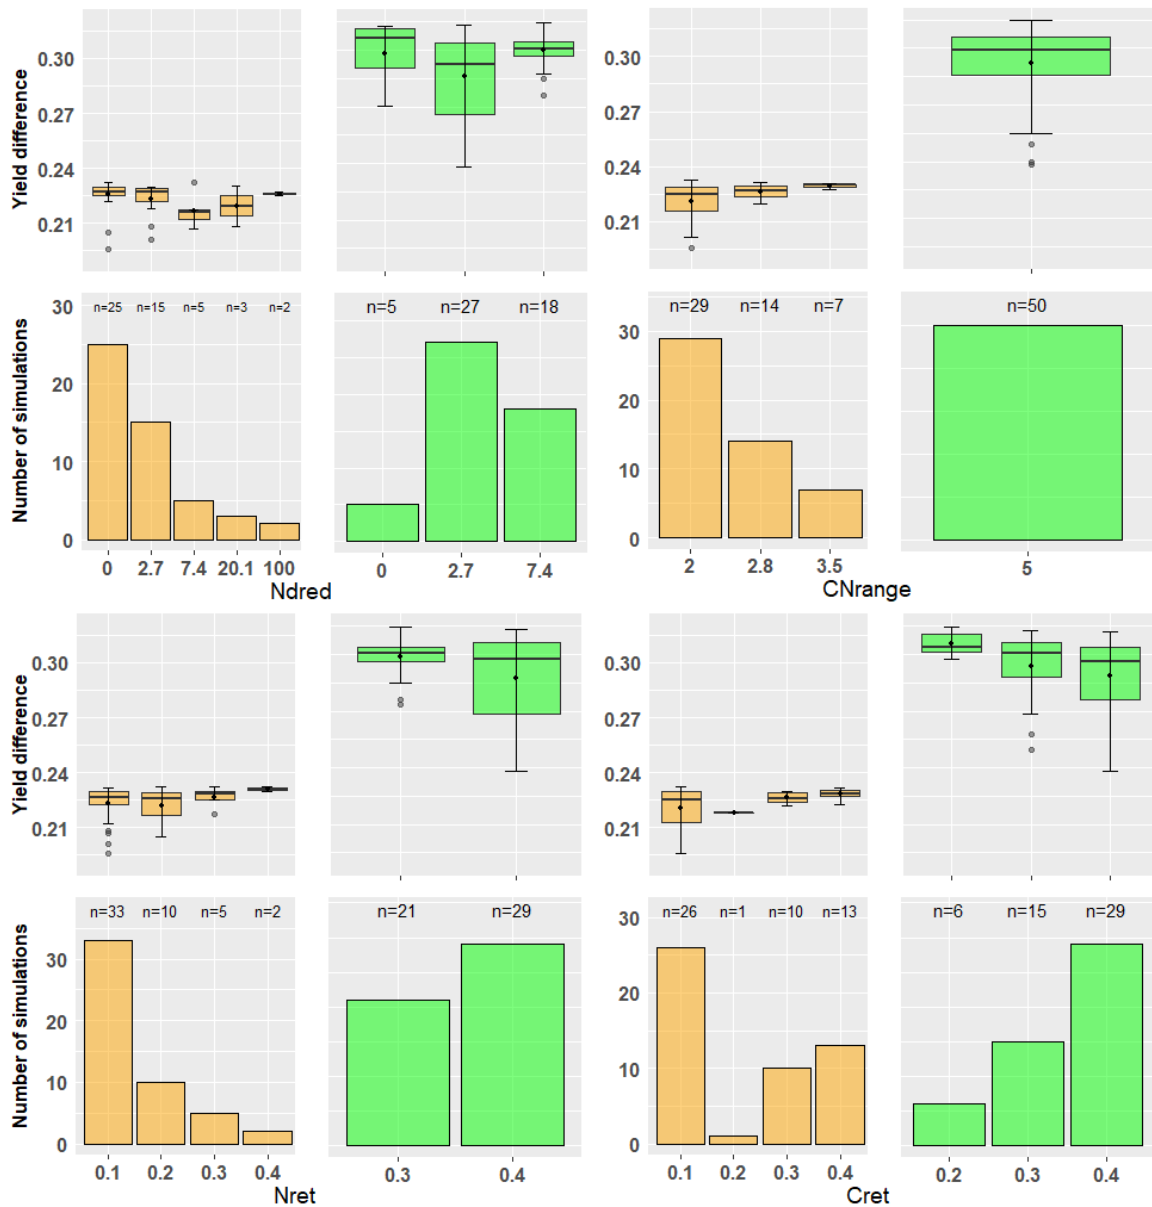 Yield difference
0.30
0.27
0.24
0.21
0.30
0.27
0.24
0.21
Number of simulations
30
20
10
0
n=25 n=15 n=5 n=3 n=2
n=5 n=27 n=18
30
20
10
0
n=29 n=14 n=7
n=50
0 2.7 7.4 20.1 100
0 2.7 7.4
2 2.8 3.5
5
Ndred
CNrange
Yield difference
0.30
0.27
0.24
0.21
0.30
0.27
0.24
0.21
Number of simulations
30
20
10
0
n=33 n=10 n=5 n=2
n=21 n=29
30
20
10
0
n=26 n=1 n=10 n=13
n=6 n=15 n=29
0.1 0.2 0.3 0.4
0.3 0.4
0.1 0.2 0.3 0.4
0.2 0.3 0.4
Nret
Cret